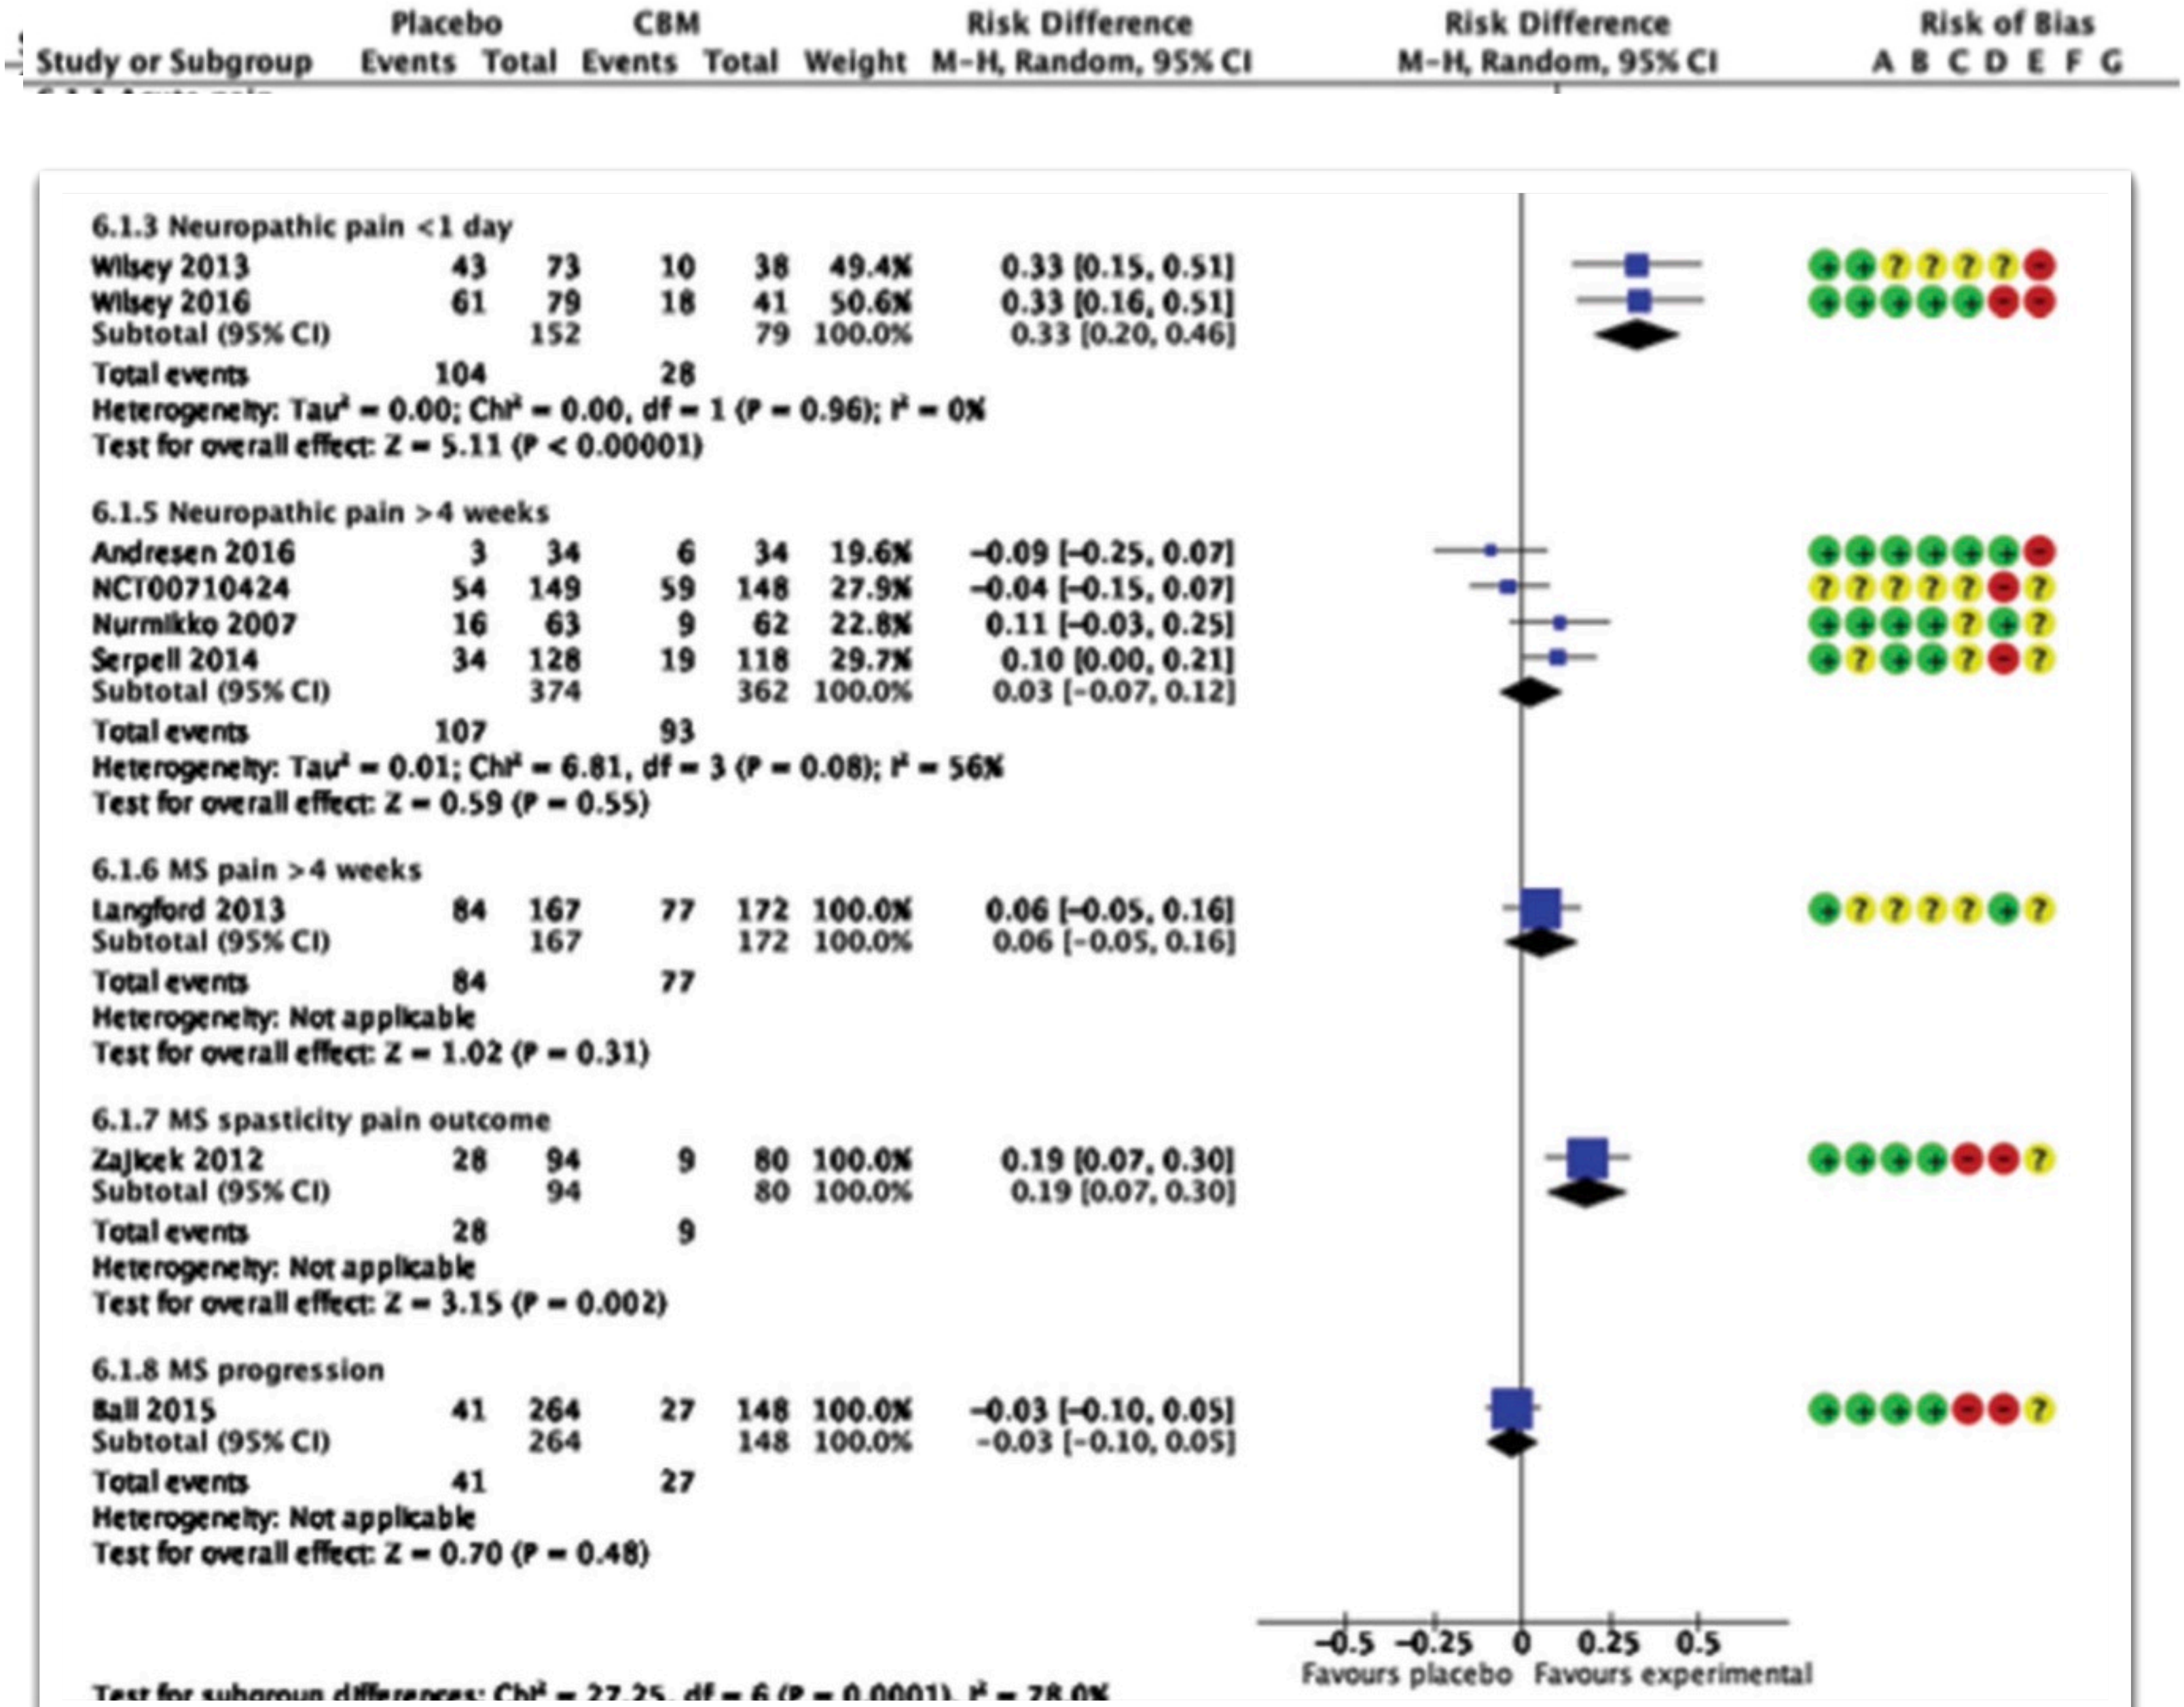 Placebo CBM Risk Difference Risk Difference Risk of Bias
Study or Subgroup Events Total Events Total Weight M-H, Random, 95% CI M-H, Random, 95% CI A B C D E F G
6.1.3 Neuropathic pain <1 day
Wilsey 2013 43 73 10 38 49.4% 0.33 [0.15, 0.51] + + ? ? ? ? -
Wilsey 2016 61 79 18 41 50.6% 0.33 [0.16, 0.51] + + + + + - -
Subtotal (95% CI) 152 79 100.0% 0.33 [0.20, 0.46]
Total events 104 28
Heterogeneity: Tau² = 0.00; Chi² = 0.00, df = 1 (P = 0.96); I² = 0%
Test for overall effect: Z = 5.11 (P < 0.00001)
6.1.5 Neuropathic pain >4 weeks
Andresen 2016 3 34 6 34 19.6% -0.09 [-0.25, 0.07] + + + + + + -
NCT00710424 54 149 59 148 27.9% -0.04 [-0.15, 0.07] ? ? ? ? ? - ?
Nurmikko 2007 16 63 9 62 22.8% 0.11 [-0.03, 0.25] + + + + ? + ?
Serpell 2014 34 128 19 118 29.7% 0.10 [0.00, 0.21] + ? + + ? - ?
Subtotal (95% CI) 374 362 100.0% 0.03 [-0.07, 0.12]
Total events 107 93
Heterogeneity: Tau² = 0.01; Chi² = 6.81, df = 3 (P = 0.08); I² = 56%
Test for overall effect: Z = 0.59 (P = 0.55)
6.1.6 MS pain >4 weeks
Langford 2013 84 167 77 172 100.0% 0.06 [-0.05, 0.16] + ? ? ? ? + ?
Subtotal (95% CI) 167 172 100.0% 0.06 [-0.05, 0.16]
Total events 84 77
Heterogeneity: Not applicable
Test for overall effect: Z = 1.02 (P = 0.31)
6.1.7 MS spasticity pain outcome
Zajicek 2012 28 94 9 80 100.0% 0.19 [0.07, 0.30] + + + + - - ?
Subtotal (95% CI) 94 80 100.0% 0.19 [0.07, 0.30]
Total events 28 9
Heterogeneity: Not applicable
Test for overall effect: Z = 3.15 (P = 0.002)
6.1.8 MS progression
Ball 2015 41 264 27 148 100.0% -0.03 [-0.10, 0.05] + + + + - - ?
Subtotal (95% CI) 264 148 100.0% -0.03 [-0.10, 0.05]
Total events 41 27
Heterogeneity: Not applicable
Test for overall effect: Z = 0.70 (P = 0.48)
-0.5 -0.25 0 0.25 0.5
Favours placebo Favours experimental
Test for subgroup differences: Chi² = 27.25, df = 6 (P = 0.0001), I² = 78.0%